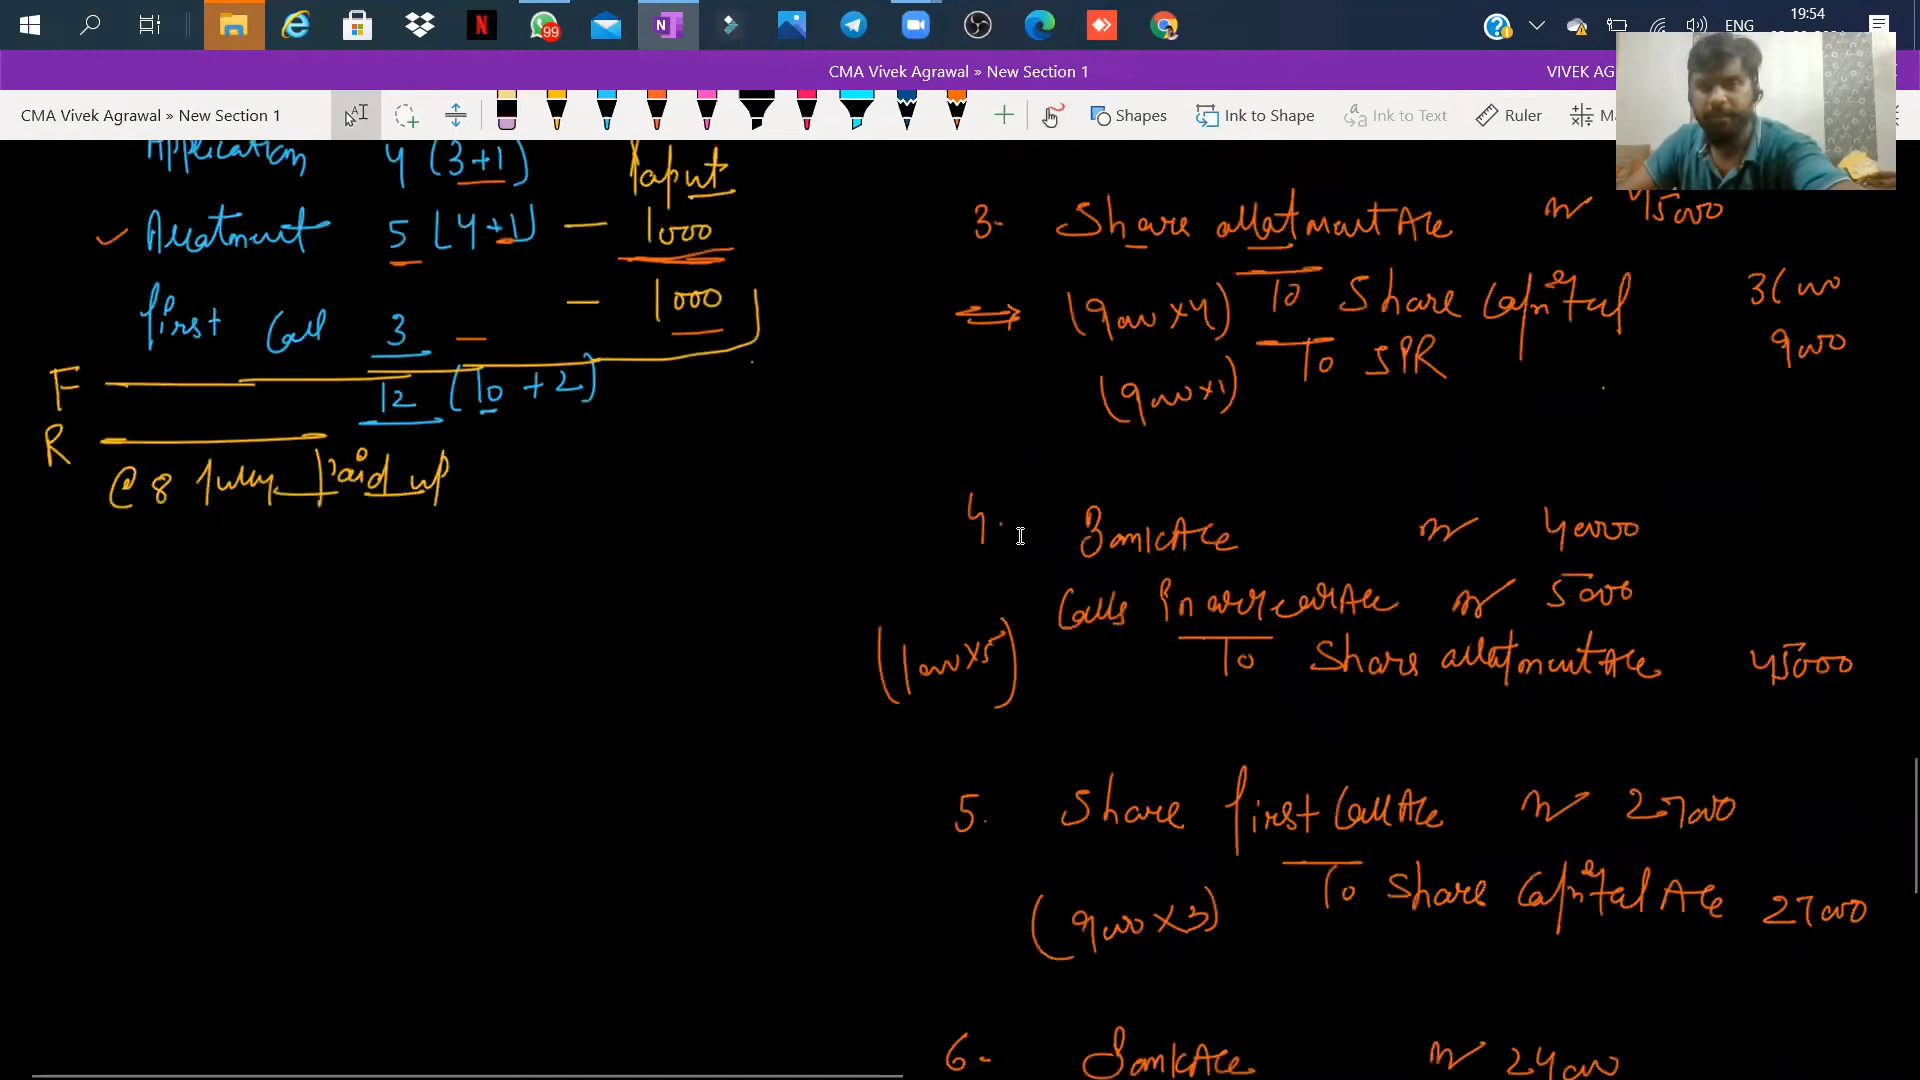 99
ENG
19:54
CMA Vivek Agrawal » New Section 1
VIVEK AG
CMA Vivek Agrawal » New Section 1
Shapes
Ink to Shape
Ink to Text
Ruler
Ma
Application 4 (3+1)
Allotment 5 (4+1) — 1000
first Call 3 — — 1000
F 12 (10 + 2)
R
@ 8 fully paid up
3. Share allotment A/c Dr 45000
(9000×4) To Share Capital 36000
(9000×1) To SPR 9000
4. Bank A/c Dr 40000
Calls in arrear A/c Dr 5000
(1000×5) To Share allotment A/c 45000
5. Share first Call A/c Dr 27000
(9000×3) To Share Capital A/c 27000
6. Bank A/c Dr 24000